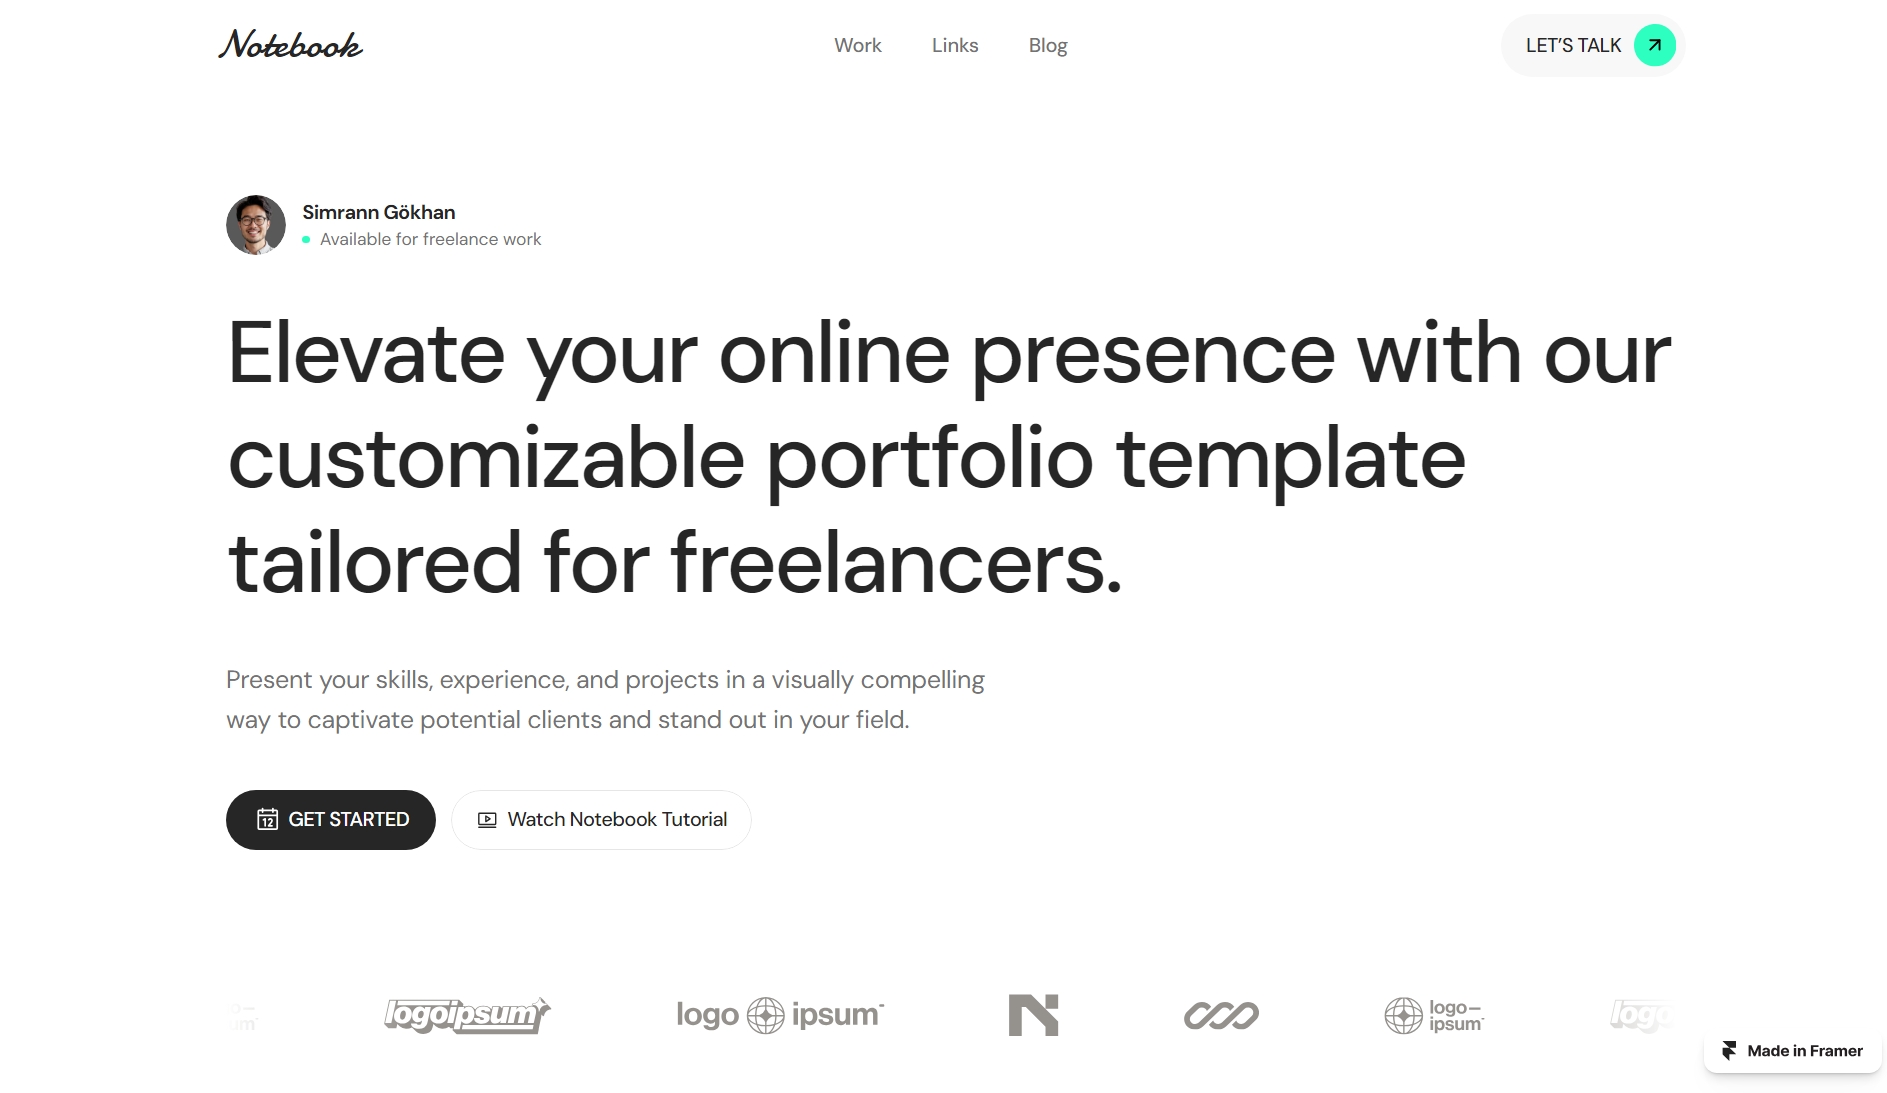 Notebook
Work
Links
Blog
LET'S TALK
Simrann Gökhan
Available for freelance work
Elevate your online presence with our
customizable portfolio template
tailored for freelancers.
Present your skills, experience, and projects in a visually compelling
way to captivate potential clients and stand out in your field.
12 GET STARTED
Watch Notebook Tutorial
logoipsum
logo ipsum
logo—
ipsum
logo
Made in Framer